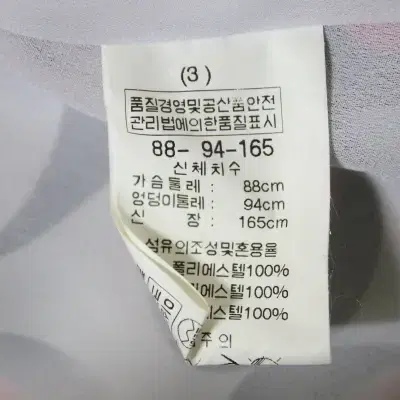 (3)
품질경영및공산품안전
관리법에의한품질표시
88- 94-165
신체치수
가슴둘레 : 88cm
엉덩이둘레 : 94cm
신 장 : 165cm
섬유의조성및혼용율
폴리에스텔100%
에스텔100%
에스텔100%
주의